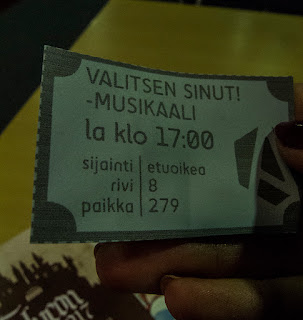 VALITSEN SINUT!
-MUSIKAALI
la klo 17:00
sijainti etuoikea
rivi 8
paikka 279